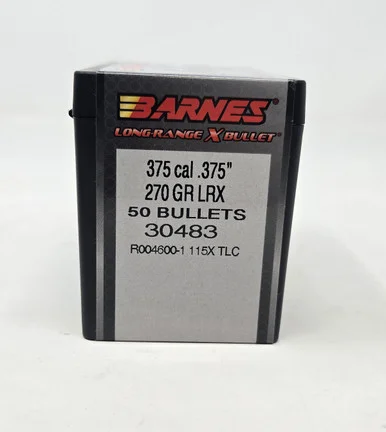 BARNES
LONG-RANGE X BULLET
375 cal .375"
270 GR LRX
50 BULLETS
30483
R004600-1 115X TLC